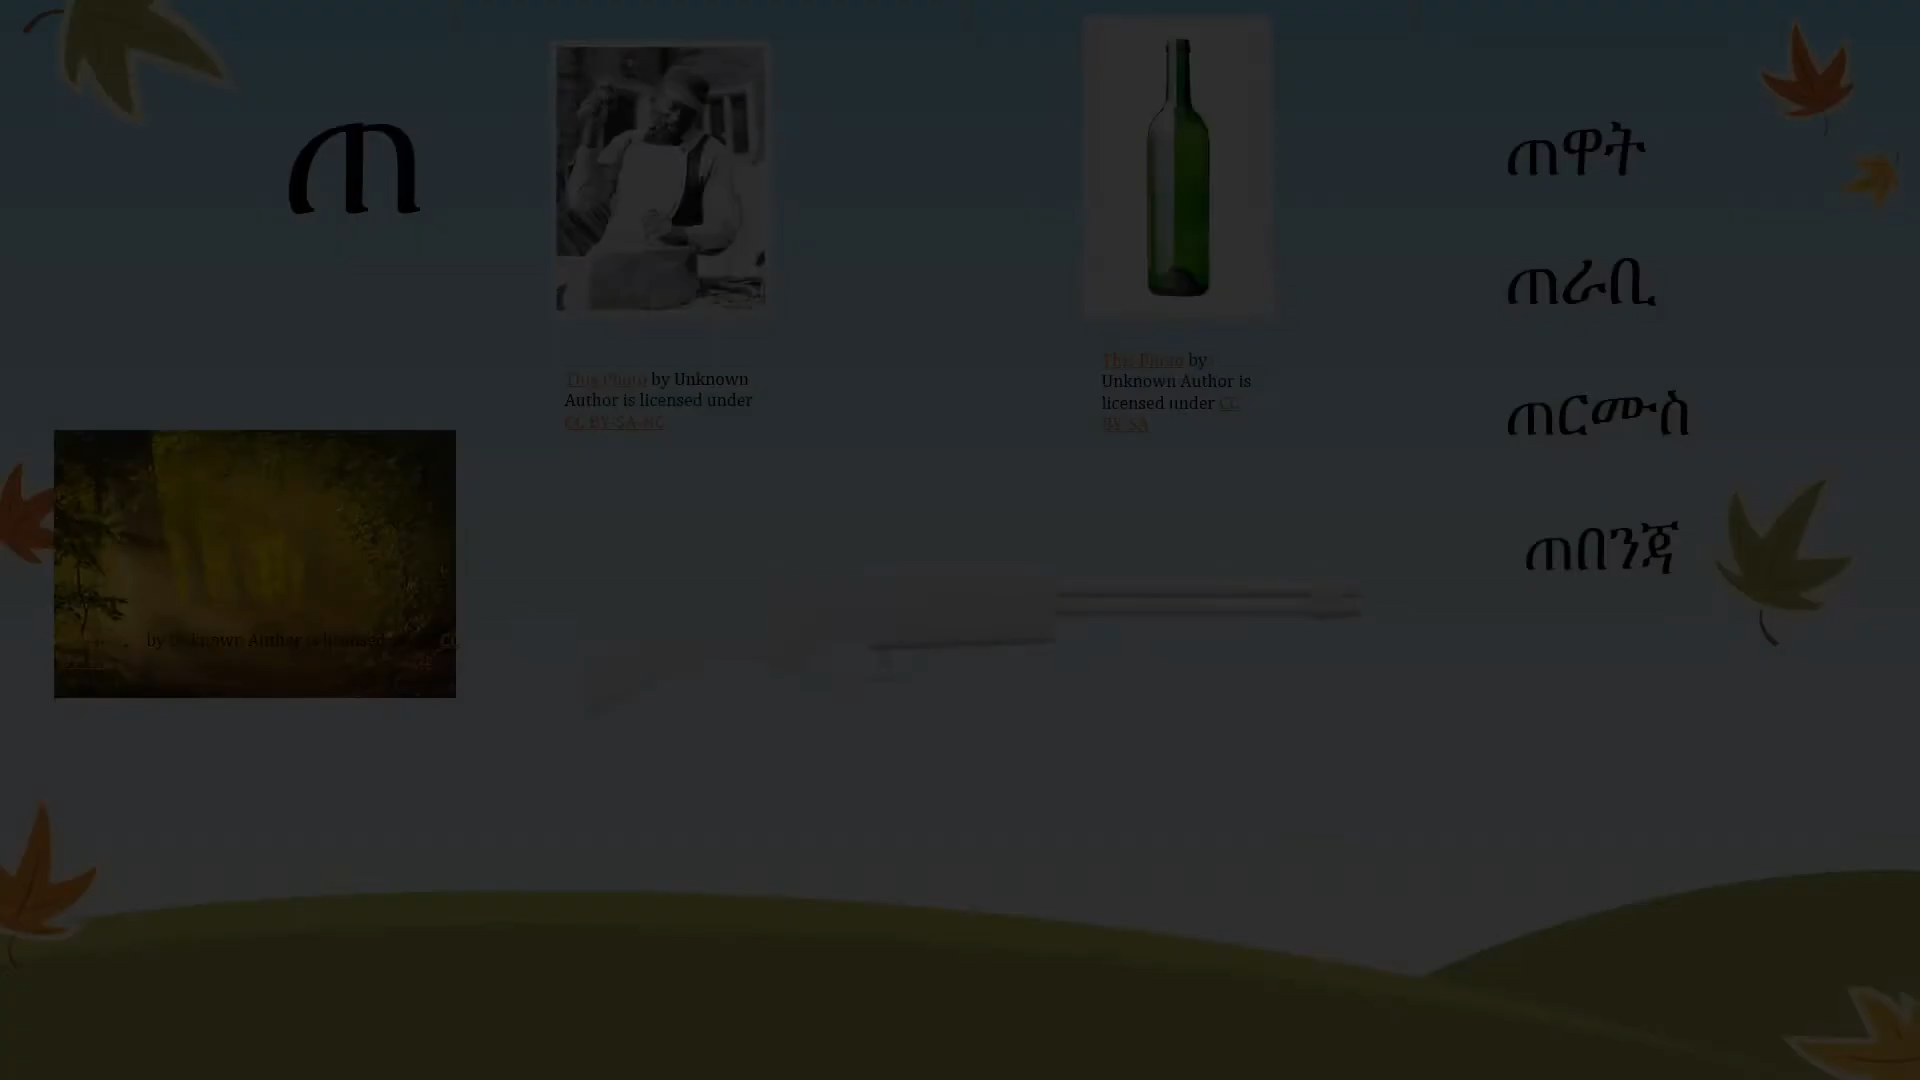 ጠ
ጠዋት
ጠራቢ
ጠርሙስ
ጠበንጃ
This Photo by Unknown
Author is licensed under
CC BY-SA-NC
This Photo by
Unknown Author is
licensed under CC
BY-SA
by Unknown Author is licensed